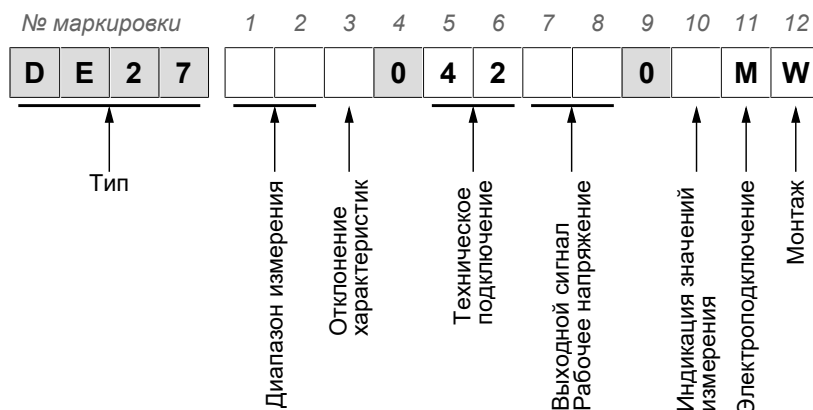 № маркировки 1 2 3 4 5 6 7 8 9 10 11 12
D E 2 7 0 4 2 0 M W
Тип
Диапазон измерения
Отклонение
характеристик
Техническое
подключение
Выходной сигнал
Рабочее напряжение
Индикация значений
измерения
Электроподключение
Монтаж